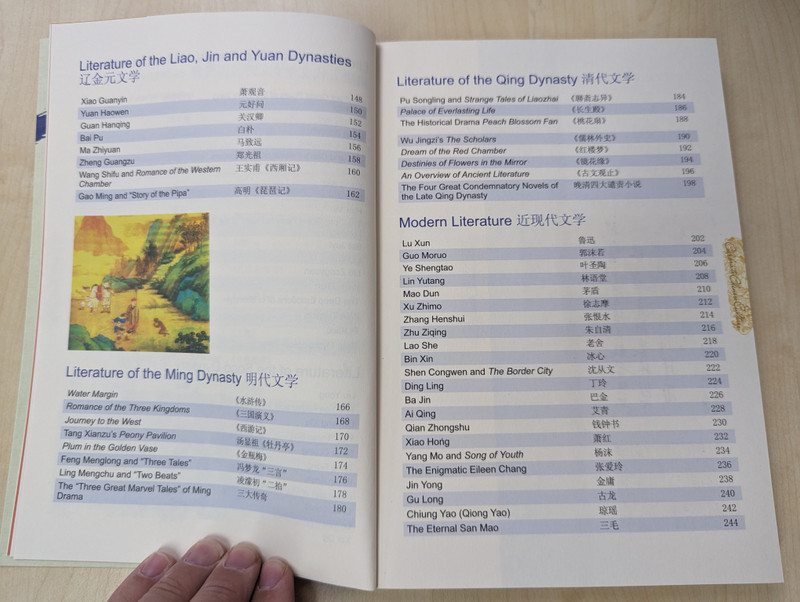 Literature of the Liao, Jin and Yuan Dynasties
辽金元文学
Xiao Guanyin 萧观音 148
Yuan Haowen 元好问 150
Guan Hanqing 关汉卿 152
Bai Pu 白朴 154
Ma Zhiyuan 马致远 156
Zheng Guangzu 郑光祖 158
Wang Shifu and Romance of the Western 王实甫《西厢记》 160
Chamber
Gao Ming and "Story of the Pipa" 高明《琵琶记》 162
Literature of the Ming Dynasty 明代文学
Water Margin 《水浒传》 166
Romance of the Three Kingdoms 《三国演义》 168
Journey to the West 《西游记》 170
Tang Xianzu's Peony Pavilion 汤显祖《牡丹亭》 172
Plum in the Golden Vase 《金瓶梅》 174
Feng Menglong and "Three Tales" 冯梦龙"三言" 176
Ling Mengchu and "Two Beats" 凌濛初"二拍" 178
The "Three Great Marvel Tales" of Ming 三大传奇 180
Drama
Literature of the Qing Dynasty 清代文学
Pu Songling and Strange Tales of Liaozhai 《聊斋志异》 184
Palace of Everlasting Life 《长生殿》 186
The Historical Drama Peach Blossom Fan 《桃花扇》 188
Wu Jingzi's The Scholars 《儒林外史》 190
Dream of the Red Chamber 《红楼梦》 192
Destinies of Flowers in the Mirror 《镜花缘》 194
An Overview of Ancient Literature 《古文观止》 196
The Four Great Condemnatory Novels of 晚清四大谴责小说 198
the Late Qing Dynasty
Modern Literature 近现代文学
Lu Xun 鲁迅 202
Guo Moruo 郭沫若 204
Ye Shengtao 叶圣陶 206
Lin Yutang 林语堂 208
Mao Dun 茅盾 210
Xu Zhimo 徐志摩 212
Zhang Henshui 张恨水 214
Zhu Ziqing 朱自清 216
Lao She 老舍 218
Bin Xin 冰心 220
Shen Congwen and The Border City 沈从文 222
Ding Ling 丁玲 224
Ba Jin 巴金 226
Ai Qing 艾青 228
Qian Zhongshu 钱钟书 230
Xiao Hong 萧红 232
Yang Mo and Song of Youth 杨沫 234
The Enigmatic Eileen Chang 张爱玲 236
Jin Yong 金庸 238
Gu Long 古龙 240
Chiung Yao (Qiong Yao) 琼瑶 242
The Eternal San Mao 三毛 244